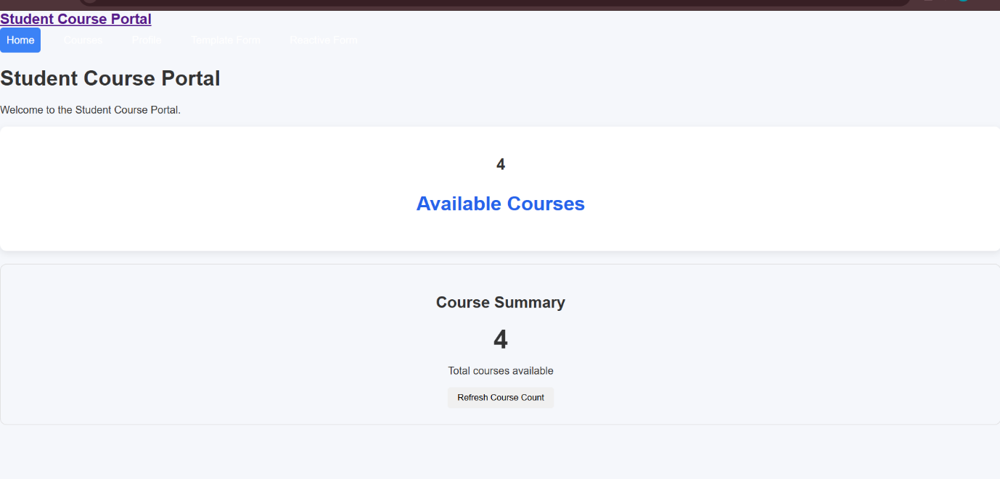 Student Course Portal
Home Courses Profile Template Form Reactive Form
Student Course Portal
Welcome to the Student Course Portal.
4
Available Courses
Course Summary
4
Total courses available
Refresh Course Count